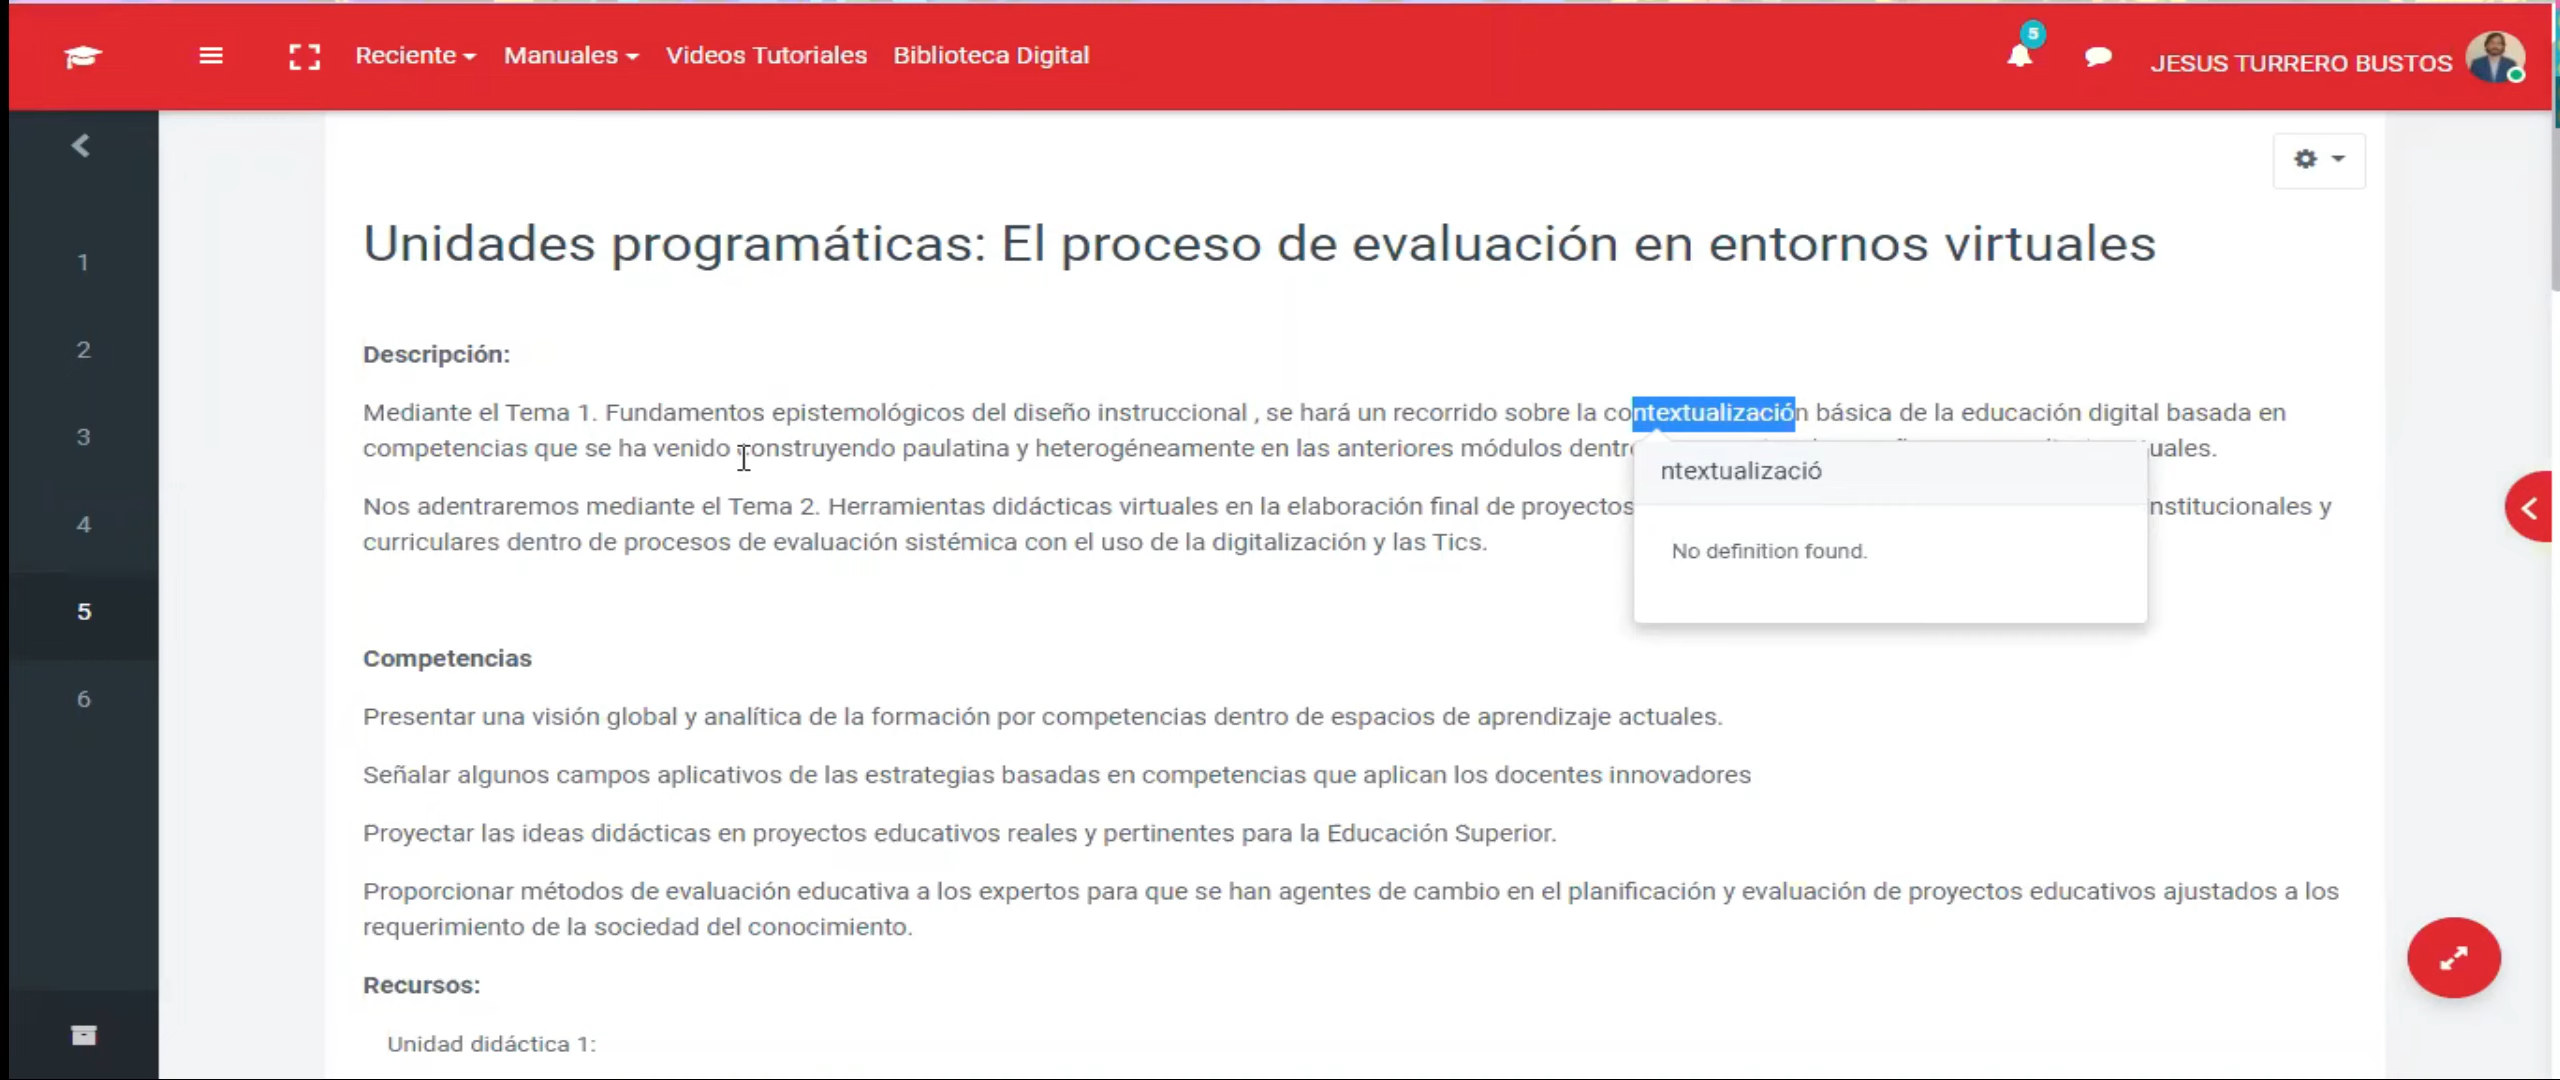 Reciente Manuales Videos Tutoriales Biblioteca Digital 5 JESUS TURRERO BUSTOS
1
2
3
4
5
6
Unidades programáticas: El proceso de evaluación en entornos virtuales
Descripción:
Mediante el Tema 1. Fundamentos epistemológicos del diseño instruccional , se hará un recorrido sobre la contextualización básica de la educación digital basada en
competencias que se ha venido construyendo paulatina y heterogéneamente en las anteriores módulos uales.
ntextualizació
Nos adentraremos mediante el Tema 2. Herramientas didácticas virtuales en la elaboración final de proyectos nstitucionales y
curriculares dentro de procesos de evaluación sistémica con el uso de la digitalización y las Tics.
No definition found.
Competencias
Presentar una visión global y analítica de la formación por competencias dentro de espacios de aprendizaje actuales.
Señalar algunos campos aplicativos de las estrategias basadas en competencias que aplican los docentes innovadores
Proyectar las ideas didácticas en proyectos educativos reales y pertinentes para la Educación Superior.
Proporcionar métodos de evaluación educativa a los expertos para que se han agentes de cambio en el planificación y evaluación de proyectos educativos ajustados a los
requerimiento de la sociedad del conocimiento.
Recursos:
Unidad didáctica 1: